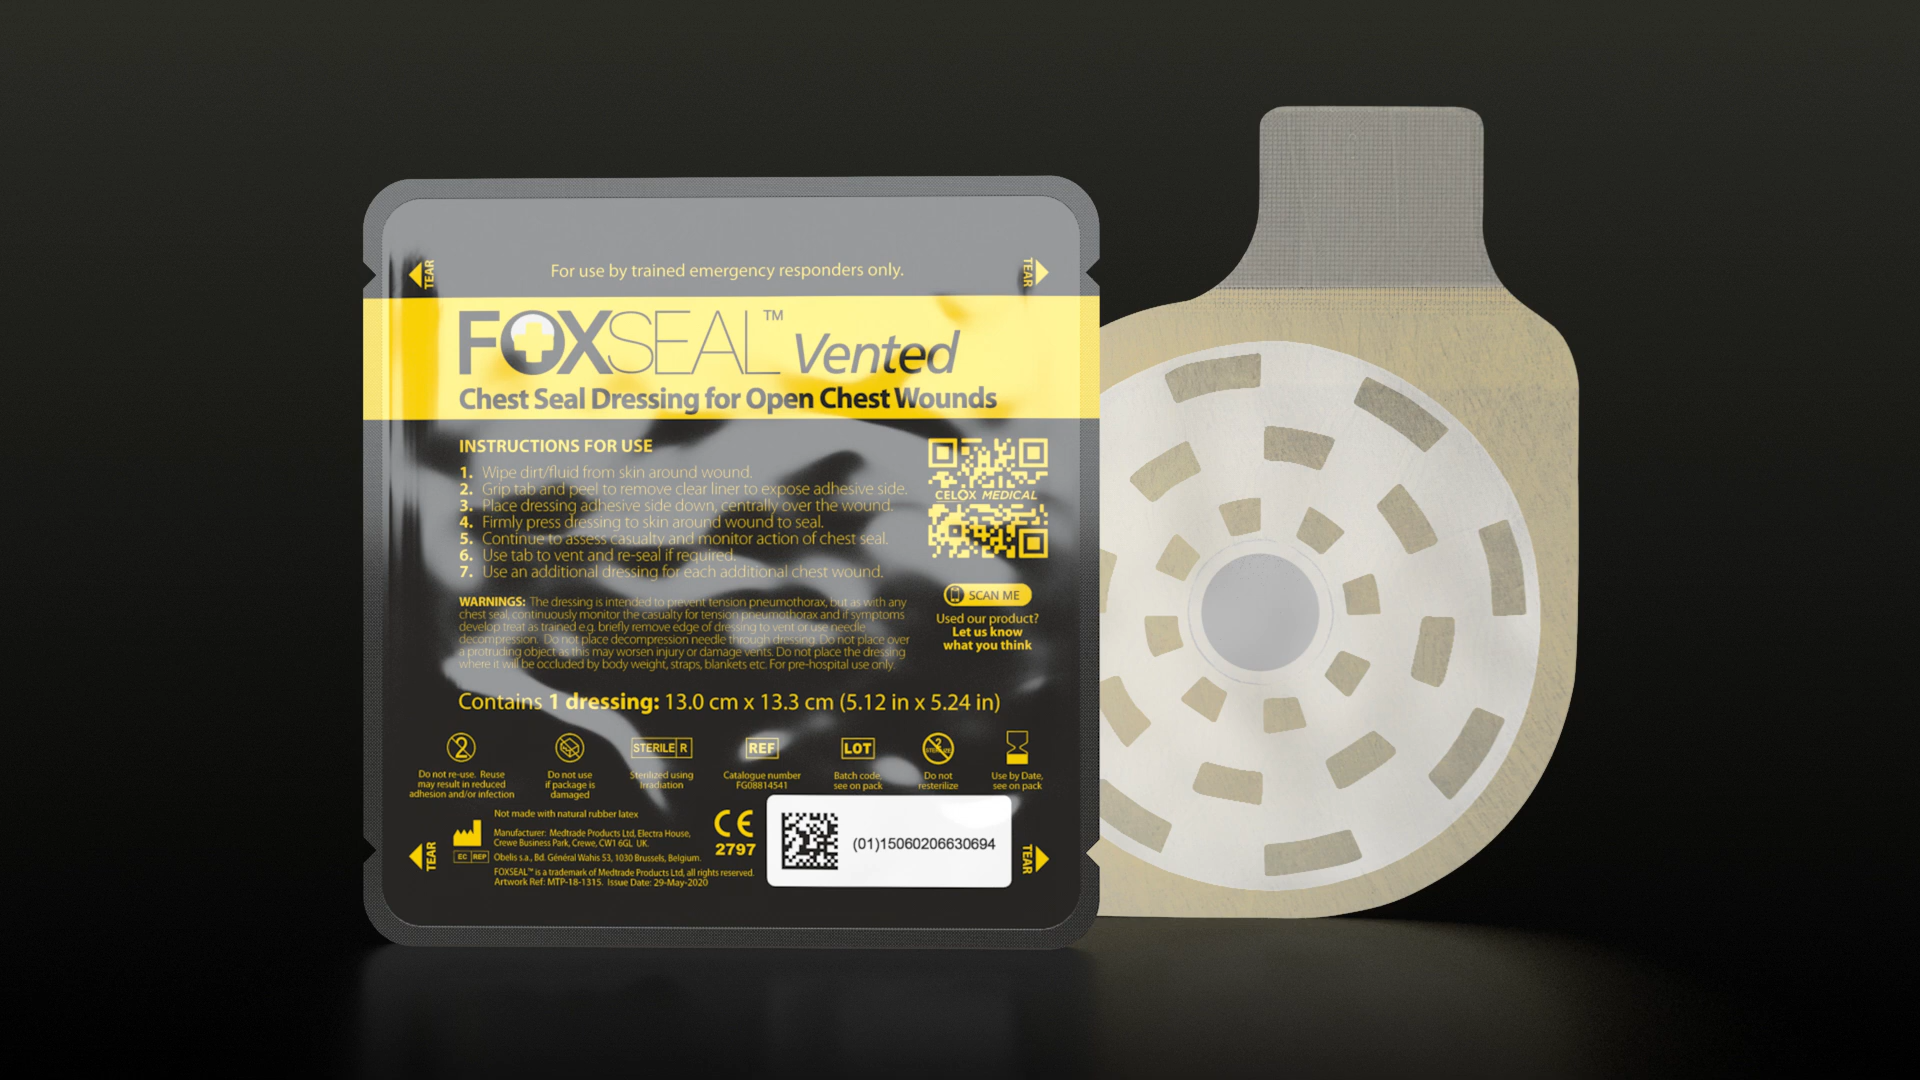 TEAR
For use by trained emergency responders only.
TEAR
FOXSEAL™ Vented
Chest Seal Dressing for Open Chest Wounds
INSTRUCTIONS FOR USE
1. Wipe dirt/fluid from skin around wound.
2. Grip tab and peel to remove clear liner to expose adhesive side.
3. Place dressing adhesive side down, centrally over the wound.
4. Firmly press dressing to skin around wound to seal.
5. Continue to assess casualty and monitor action of chest seal.
6. Use tab to vent and re-seal if required.
7. Use an additional dressing for each additional chest wound.
CELOX MEDICAL
SCAN ME
Used our product?
Let us know
what you think
WARNINGS: The dressing is intended to prevent tension pneumothorax, but as with any
chest seal, continuously monitor the casualty for tension pneumothorax and if symptoms
develop treat as trained e.g. briefly remove edge of dressing to vent or use needle
decompression. Do not place decompression needle through dressing. Do not place over
a protruding object as this may worsen injury or damage vents. Do not place the dressing
where it will be occluded by body weight, straps, blankets etc. For pre-hospital use only.
Contains 1 dressing: 13.0 cm x 13.3 cm (5.12 in x 5.24 in)
2
STERILE R
REF
LOT
2
STERILIZE
Do not re-use. Reuse
may result in reduced
adhesion and/or infection
Do not use
if package is
damaged
Sterilized using
Irradiation
Catalogue number
FG08814541
Batch code,
see on pack
Do not
resterilize
Use by Date,
see on pack
Not made with natural rubber latex
Manufacturer: Medtrade Products Ltd, Electra House,
Crewe Business Park, Crewe, CW1 6GL UK.
EC REP
Obelis s.a., Bd. Général Wahis 53, 1030 Brussels, Belgium.
FOXSEAL™ is a trademark of Medtrade Products Ltd, all rights reserved.
Artwork Ref: MTP-18-1315. Issue Date: 29-May-2020
CE
2797
(01)15060206630694
TEAR
TEAR